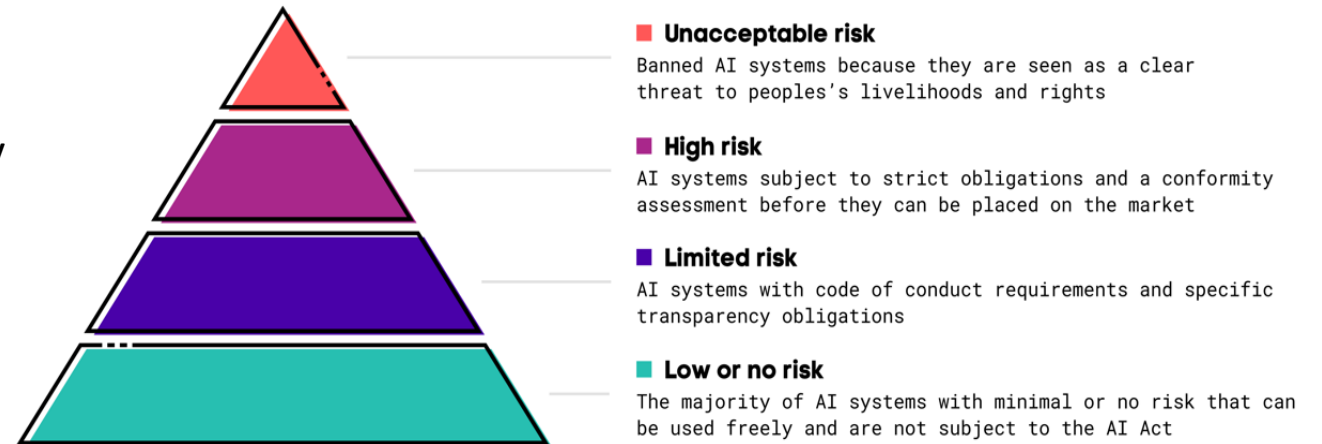 Unacceptable risk
Banned AI systems because they are seen as a clear
threat to peoples's livelihoods and rights
High risk
AI systems subject to strict obligations and a conformity
assessment before they can be placed on the market
Limited risk
AI systems with code of conduct requirements and specific
transparency obligations
Low or no risk
The majority of AI systems with minimal or no risk that can
be used freely and are not subject to the AI Act